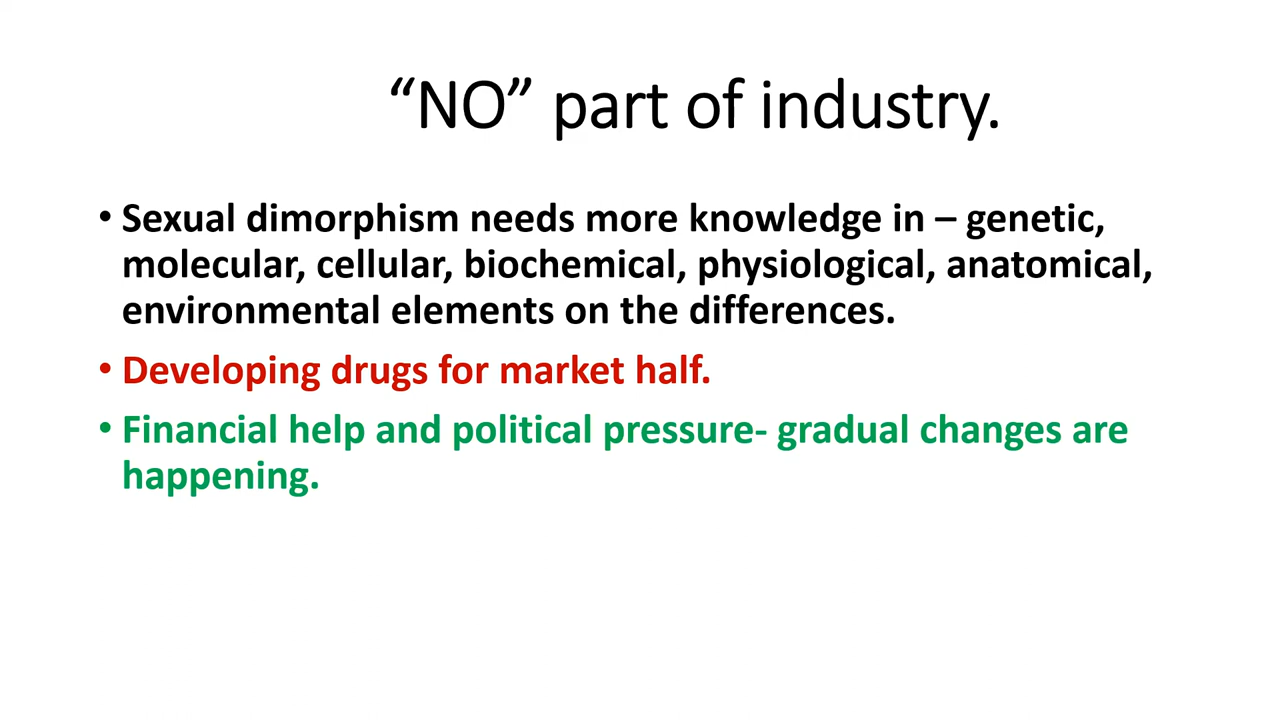 “NO” part of industry.
• Sexual dimorphism needs more knowledge in – genetic,
molecular, cellular, biochemical, physiological, anatomical,
environmental elements on the differences.
• Developing drugs for market half.
• Financial help and political pressure- gradual changes are
happening.